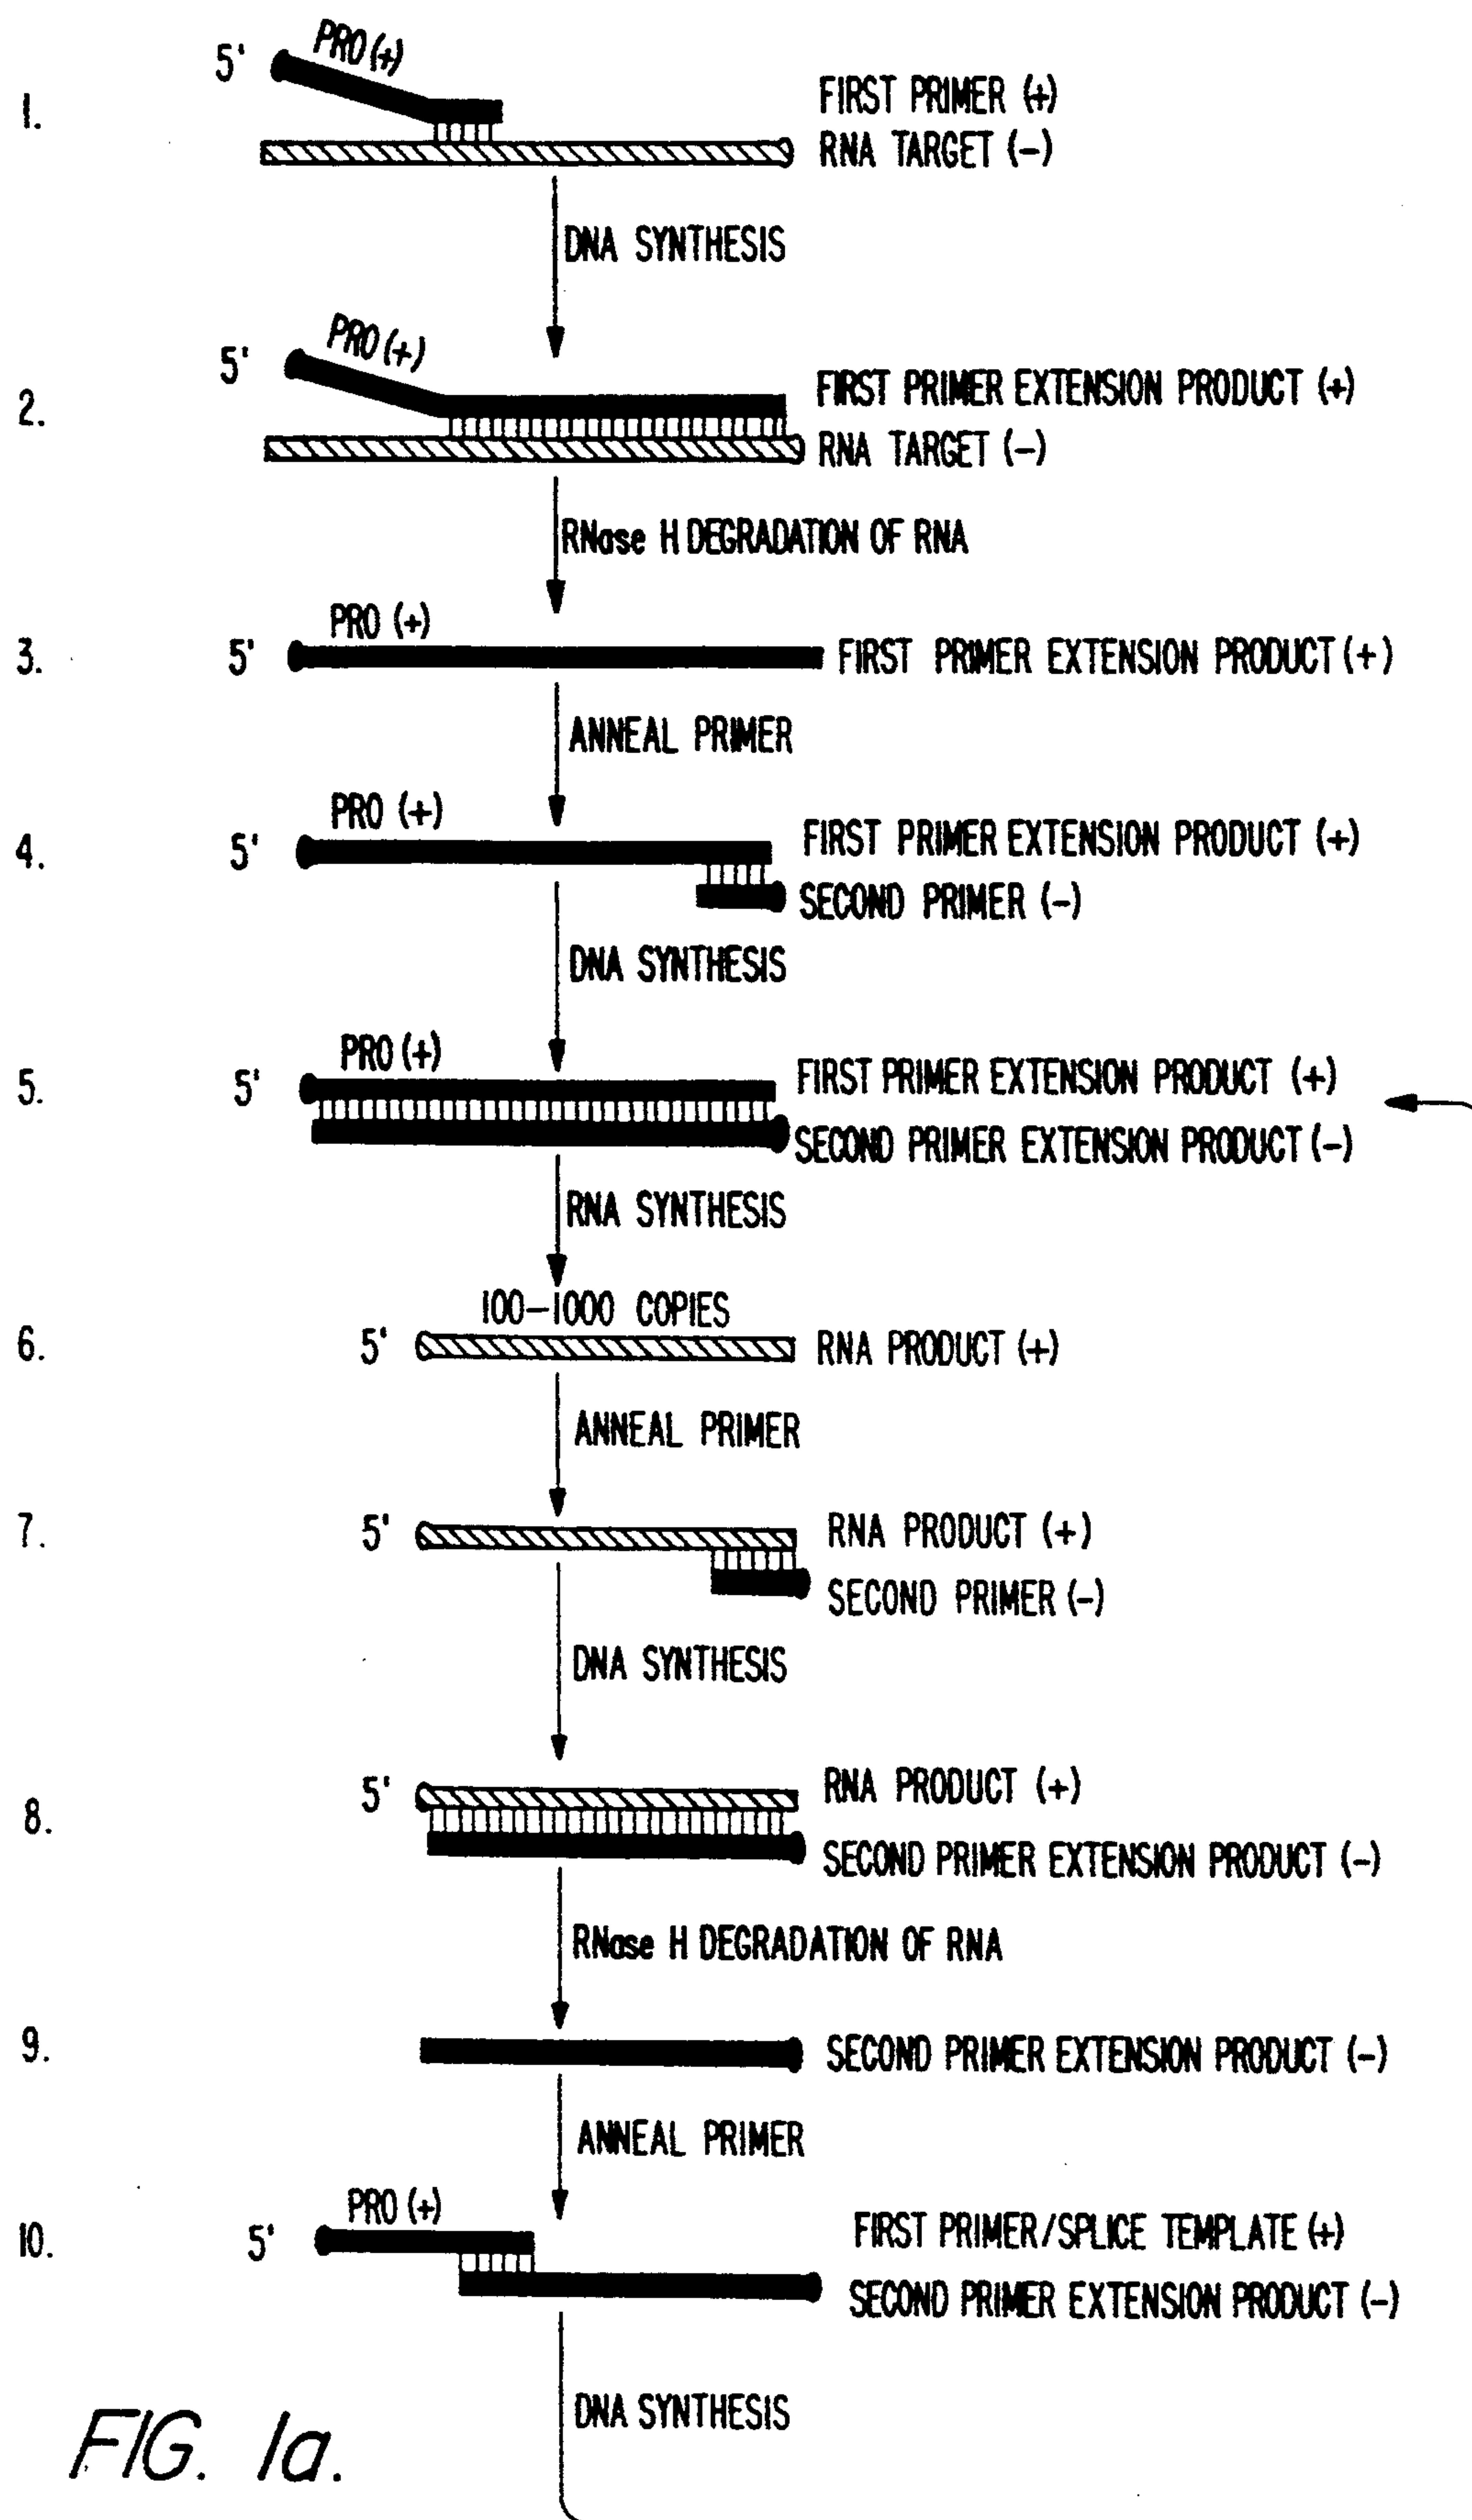 5' PRO (+)
1.
FIRST PRIMER (+)
RNA TARGET (-)
DNA SYNTHESIS
5' PRO (+)
2.
FIRST PRIMER EXTENSION PRODUCT (+)
RNA TARGET (-)
RNase H DEGRADATION OF RNA
PRO (+)
3. 5' FIRST PRIMER EXTENSION PRODUCT (+)
ANNEAL PRIMER
PRO (+)
4. 5' FIRST PRIMER EXTENSION PRODUCT (+)
SECOND PRIMER (-)
DNA SYNTHESIS
PRO (+)
5. 5' FIRST PRIMER EXTENSION PRODUCT (+)
SECOND PRIMER EXTENSION PRODUCT (-)
RNA SYNTHESIS
100-1000 COPIES
6. 5' RNA PRODUCT (+)
ANNEAL PRIMER
7. 5' RNA PRODUCT (+)
SECOND PRIMER (-)
DNA SYNTHESIS
8. 5' RNA PRODUCT (+)
SECOND PRIMER EXTENSION PRODUCT (-)
RNase H DEGRADATION OF RNA
9. SECOND PRIMER EXTENSION PRODUCT (-)
ANNEAL PRIMER
PRO (+)
10. 5' FIRST PRIMER/SPLICE TEMPLATE (+)
SECOND PRIMER EXTENSION PRODUCT (-)
DNA SYNTHESIS
FIG. 1a.